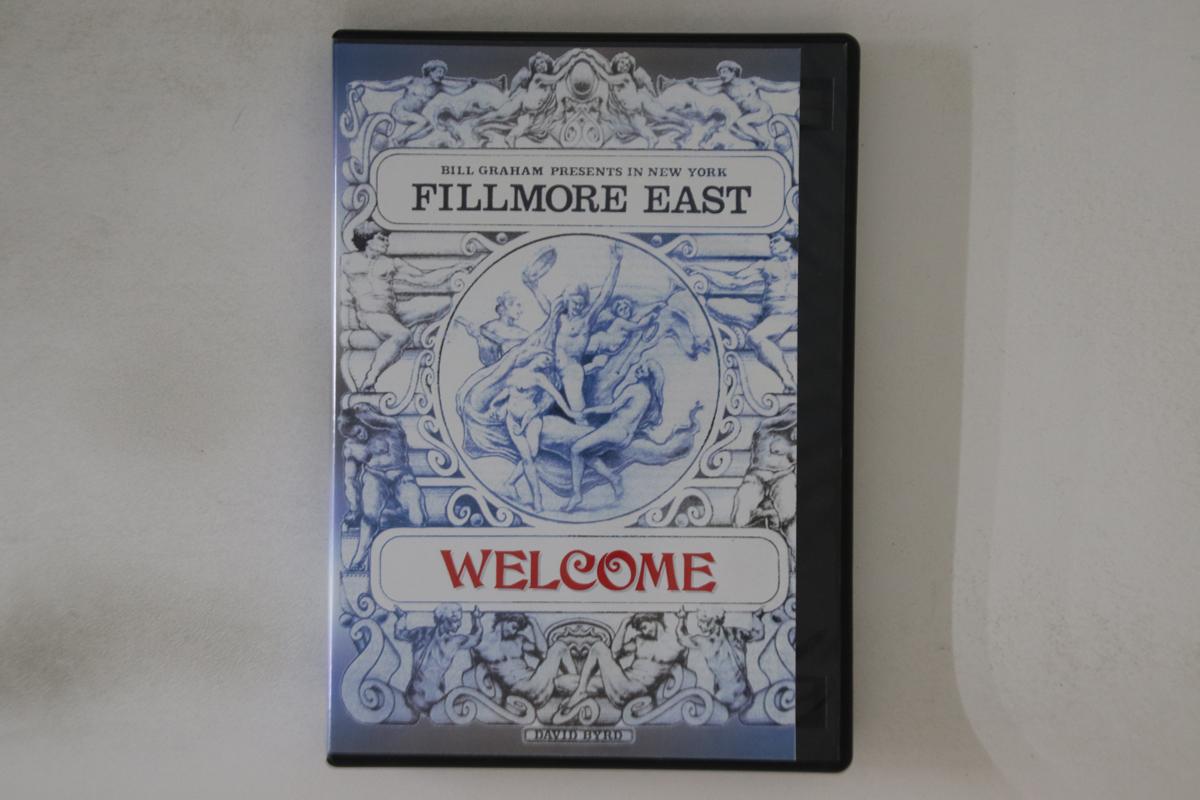 BILL GRAHAM PRESENTS IN NEW YORK
FILLMORE EAST
WELCOME
DAVID BYRD